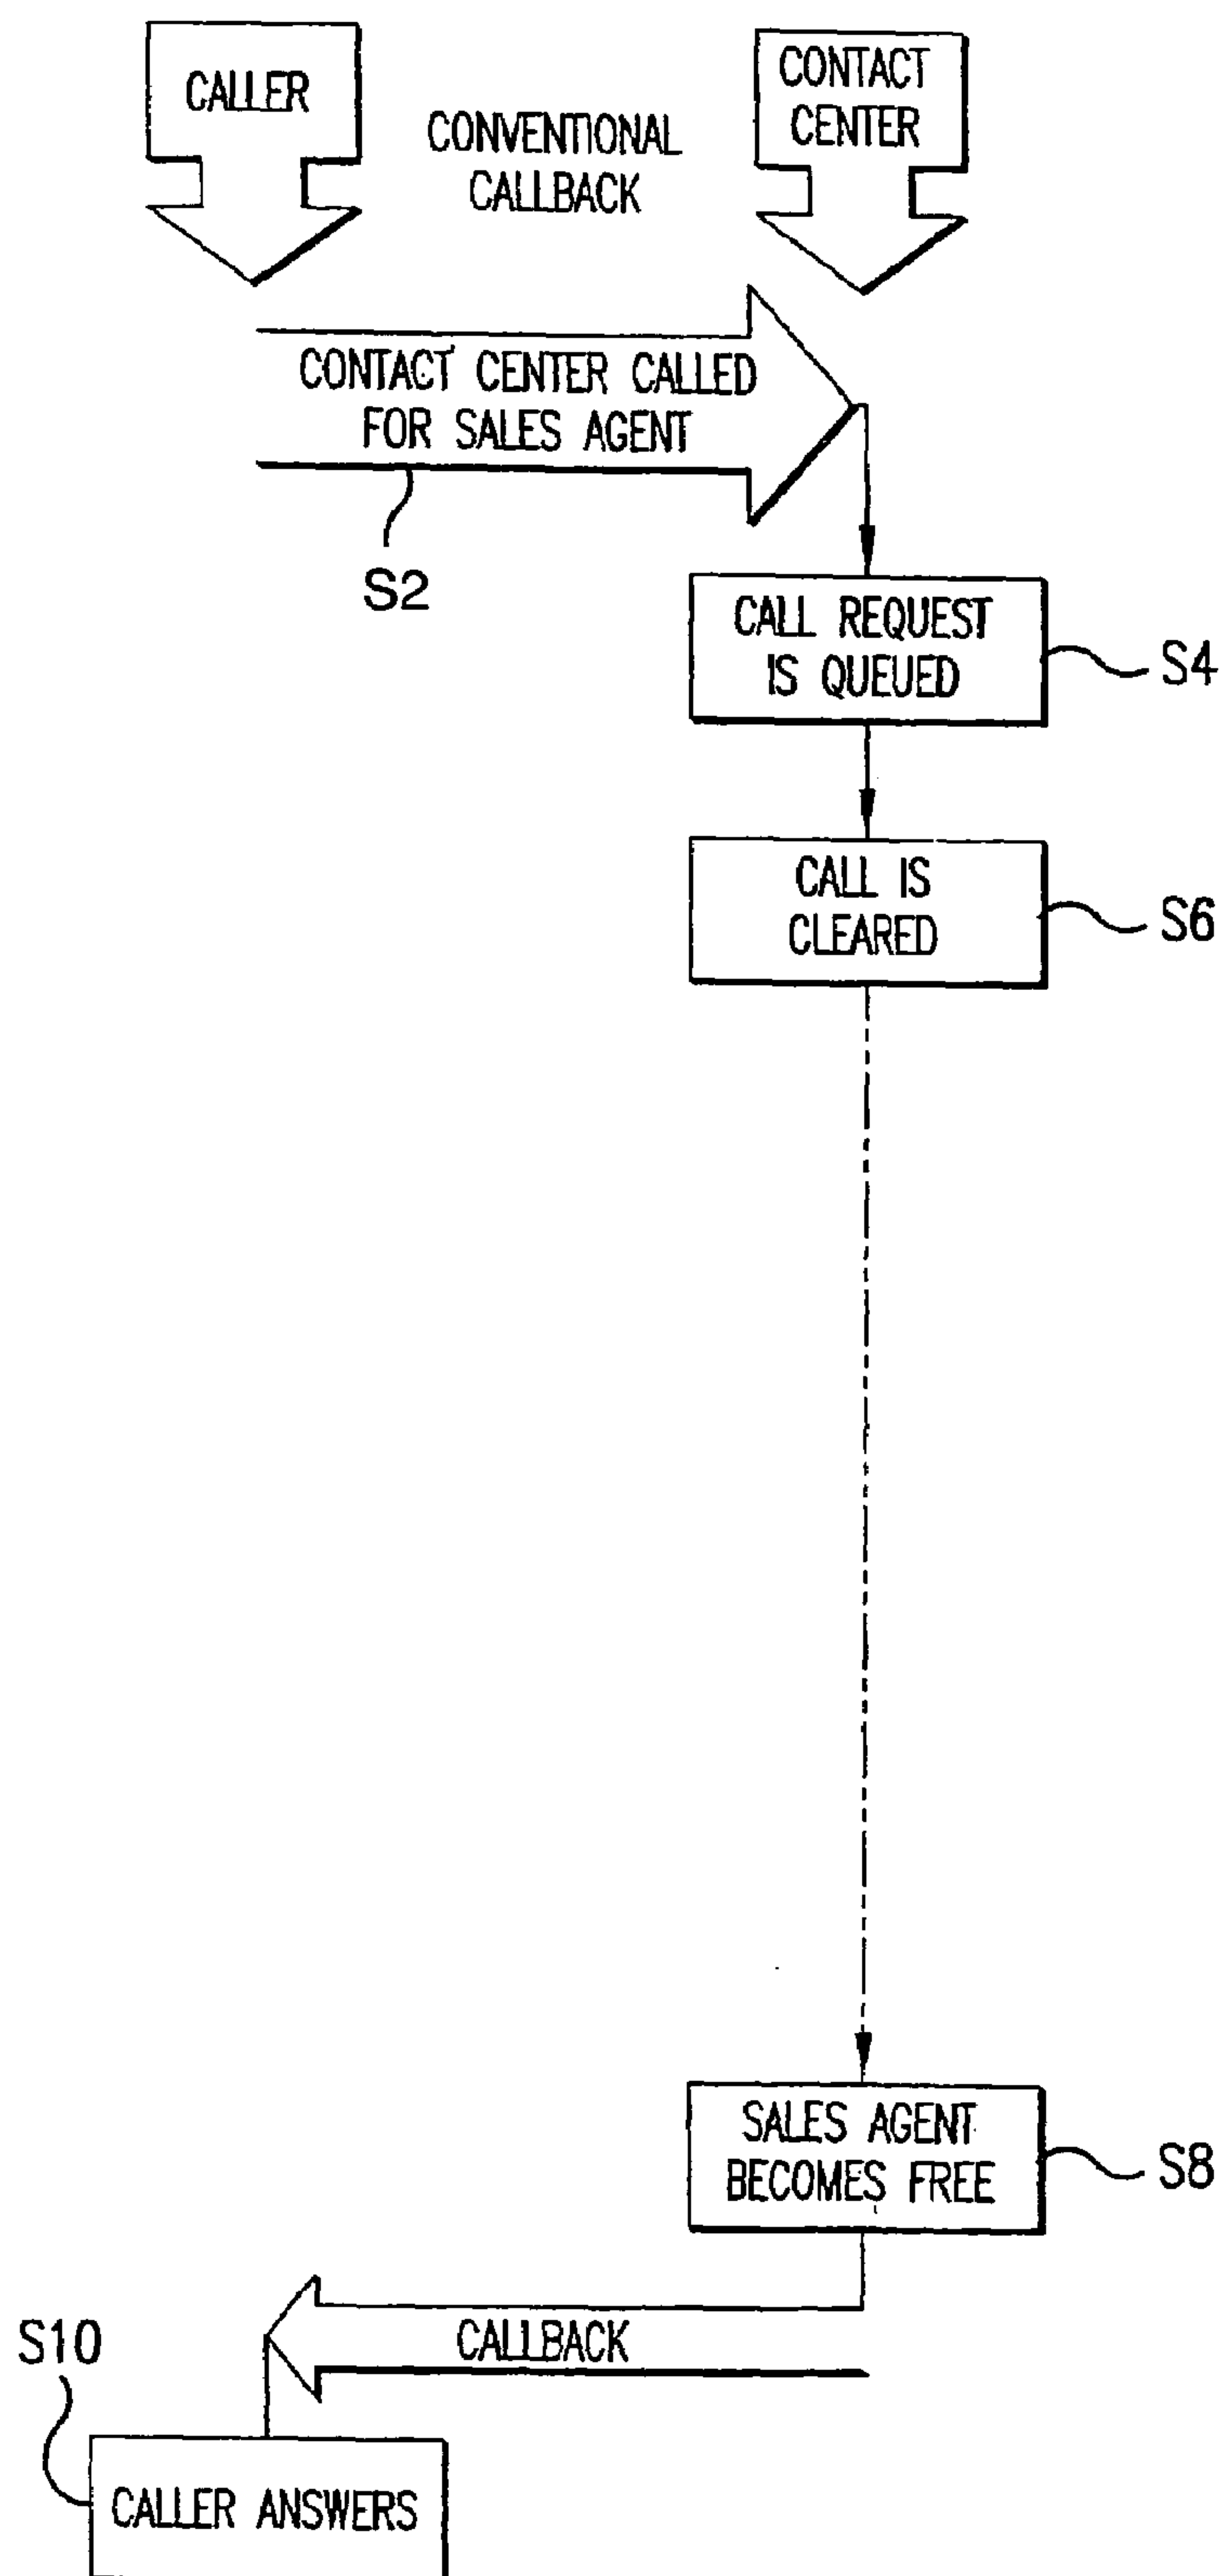 CALLER
CONVENTIONAL
CALLBACK
CONTACT
CENTER
CONTACT CENTER CALLED
FOR SALES AGENT
S2
CALL REQUEST
IS QUEUED
S4
CALL IS
CLEARED
S6
SALES AGENT
BECOMES FREE
S8
CALLBACK
S10
CALLER ANSWERS